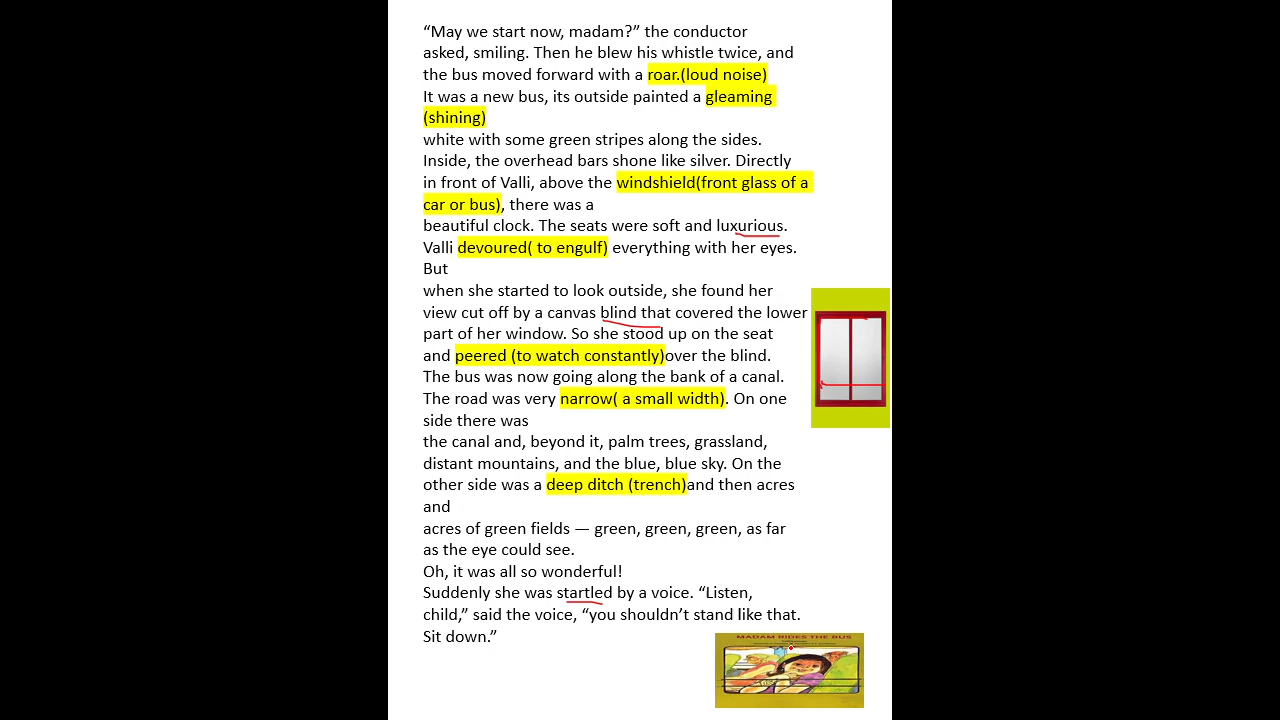 “May we start now, madam?” the conductor
asked, smiling. Then he blew his whistle twice, and
the bus moved forward with a roar.(loud noise)
It was a new bus, its outside painted a gleaming
(shining)
white with some green stripes along the sides.
Inside, the overhead bars shone like silver. Directly
in front of Valli, above the windshield(front glass of a
car or bus), there was a
beautiful clock. The seats were soft and luxurious.
Valli devoured( to engulf) everything with her eyes.
But
when she started to look outside, she found her
view cut off by a canvas blind that covered the lower
part of her window. So she stood up on the seat
and peered (to watch constantly)over the blind.
The bus was now going along the bank of a canal.
The road was very narrow( a small width). On one
side there was
the canal and, beyond it, palm trees, grassland,
distant mountains, and the blue, blue sky. On the
other side was a deep ditch (trench)and then acres
and
acres of green fields — green, green, green, as far
as the eye could see.
Oh, it was all so wonderful!
Suddenly she was startled by a voice. “Listen,
child,” said the voice, “you shouldn’t stand like that.
Sit down.”
MADAM RIDES THE BUS